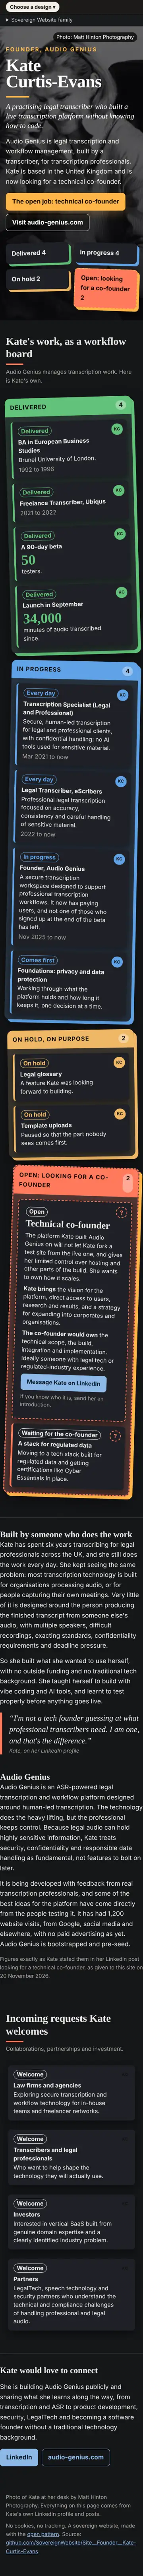 Choose a design ▾
▸ Sovereign Website family
Photo: Matt Hinton Photography
FOUNDER, AUDIO GENIUS
Kate
Curtis-Evans
A practising legal transcriber who built a
live transcription platform without knowing
how to code.
Audio Genius is legal transcription and
workflow management, built by a
transcriber, for transcription professionals.
Kate is based in the United Kingdom and is
now looking for a technical co-founder.
The open job: technical co-founder
Visit audio-genius.com
Delivered 4
In progress 4
On hold 2
Open: looking
for a co-founder
2
Kate's work, as a workflow
board
Audio Genius manages transcription work. Here
is Kate's own.
DELIVERED
4
Delivered
KC
BA in European Business
Studies
Brunel University of London.
1992 to 1996
Delivered
KC
Freelance Transcriber, Ubiqus
2021 to 2022
Delivered
KC
A 90-day beta
50
testers.
Delivered
KC
Launch in September
34,000
minutes of audio transcribed
since.
IN PROGRESS
4
Every day
KC
Transcription Specialist (Legal
and Professional)
Secure, human-led transcription
for legal and professional clients,
with confidential handling: no AI
tools used for sensitive material.
Mar 2021 to now
Every day
KC
Legal Transcriber, eScribers
Professional legal transcription
focused on accuracy,
consistency and careful handling
of sensitive material.
2022 to now
In progress
KC
Founder, Audio Genius
A secure transcription
workspace designed to support
professional transcription
workflows. It now has paying
users, and not one of those who
signed up at the end of the beta
has left.
Nov 2025 to now
Comes first
KC
Foundations: privacy and data
protection
Working through what the
platform holds and how long it
keeps it, one decision at a time.
ON HOLD, ON PURPOSE
2
On hold
KC
Legal glossary
A feature Kate was looking
forward to building.
On hold
KC
Template uploads
Paused so that the part nobody
sees comes first.
OPEN: LOOKING FOR A CO-
FOUNDER
2
Open
?
Technical co-founder
The platform Kate built Audio
Genius on will not let Kate fork a
test site from the live one, and gives
her limited control over hosting and
other parts of the build. She wants
to own how it scales.
Kate brings the vision for the
platform, direct access to users,
research and results, and a strategy
for expanding into corporates and
organisations.
The co-founder would own the
technical scope, the build,
integration and implementation.
Ideally someone with legal tech or
regulated-industry experience.
Message Kate on LinkedIn
If you know who it is, send her an
introduction.
Waiting for the co-founder
?
A stack for regulated data
Moving to a tech stack built for
regulated data and getting
certifications like Cyber
Essentials in place.
Built by someone who does the work
Kate has spent six years transcribing for legal
professionals across the UK, and she still does
the work every day. She kept seeing the same
problem: most transcription technology is built
for organisations processing audio, or for
people capturing their own meetings. Very little
of it is designed around the person producing
the finished transcript from someone else's
audio, with multiple speakers, difficult
recordings, exacting standards, confidentiality
requirements and deadline pressure.
So she built what she wanted to use herself,
with no outside funding and no traditional tech
background. She taught herself to build with
vibe coding and AI tools, and learnt to test
properly before anything goes live.
“I'm not a tech founder guessing at what
professional transcribers need. I am one,
and that's the difference.”
Kate, on her LinkedIn profile
Audio Genius
Audio Genius is an ASR-powered legal
transcription and workflow platform designed
around human-led transcription. The technology
does the heavy lifting, but the professional
keeps control. Because legal audio can hold
highly sensitive information, Kate treats
security, confidentiality and responsible data
handling as fundamental, not features to bolt on
later.
It is being developed with feedback from real
transcription professionals, and some of the
best ideas for the platform have come directly
from the people testing it. It has had 1,200
website visits, from Google, social media and
elsewhere, with no paid advertising as yet.
Audio Genius is bootstrapped and pre-seed.
Figures exactly as Kate stated them in her LinkedIn post
looking for a technical co-founder, as given to this site on
20 November 2026.
Incoming requests Kate
welcomes
Collaborations, partnerships and investment.
Welcome
Law firms and agencies
Exploring secure transcription and
workflow technology for in-house
teams and freelancer networks.
Welcome
Transcribers and legal
professionals
Who want to help shape the
technology they will actually use.
Welcome
Investors
Interested in vertical SaaS built from
genuine domain expertise and a
clearly identified industry problem.
Welcome
Partners
LegalTech, speech technology and
security partners who understand the
technical and compliance challenges
of handling professional and legal
audio.
Kate would love to connect
She is building Audio Genius publicly and
sharing what she learns along the way, from
transcription and ASR to product development,
security, LegalTech and becoming a software
founder without a traditional technology
background.
LinkedIn
audio-genius.com
Photo of Kate at her desk by Matt Hinton
Photography. Everything on this page comes from
Kate's own LinkedIn profile and posts.
No cookies, no tracking. A sovereign website, made
with the open pattern. Source:
github.com/SovereignWebsite/Site__Founder__Kate-
Curtis-Evans.